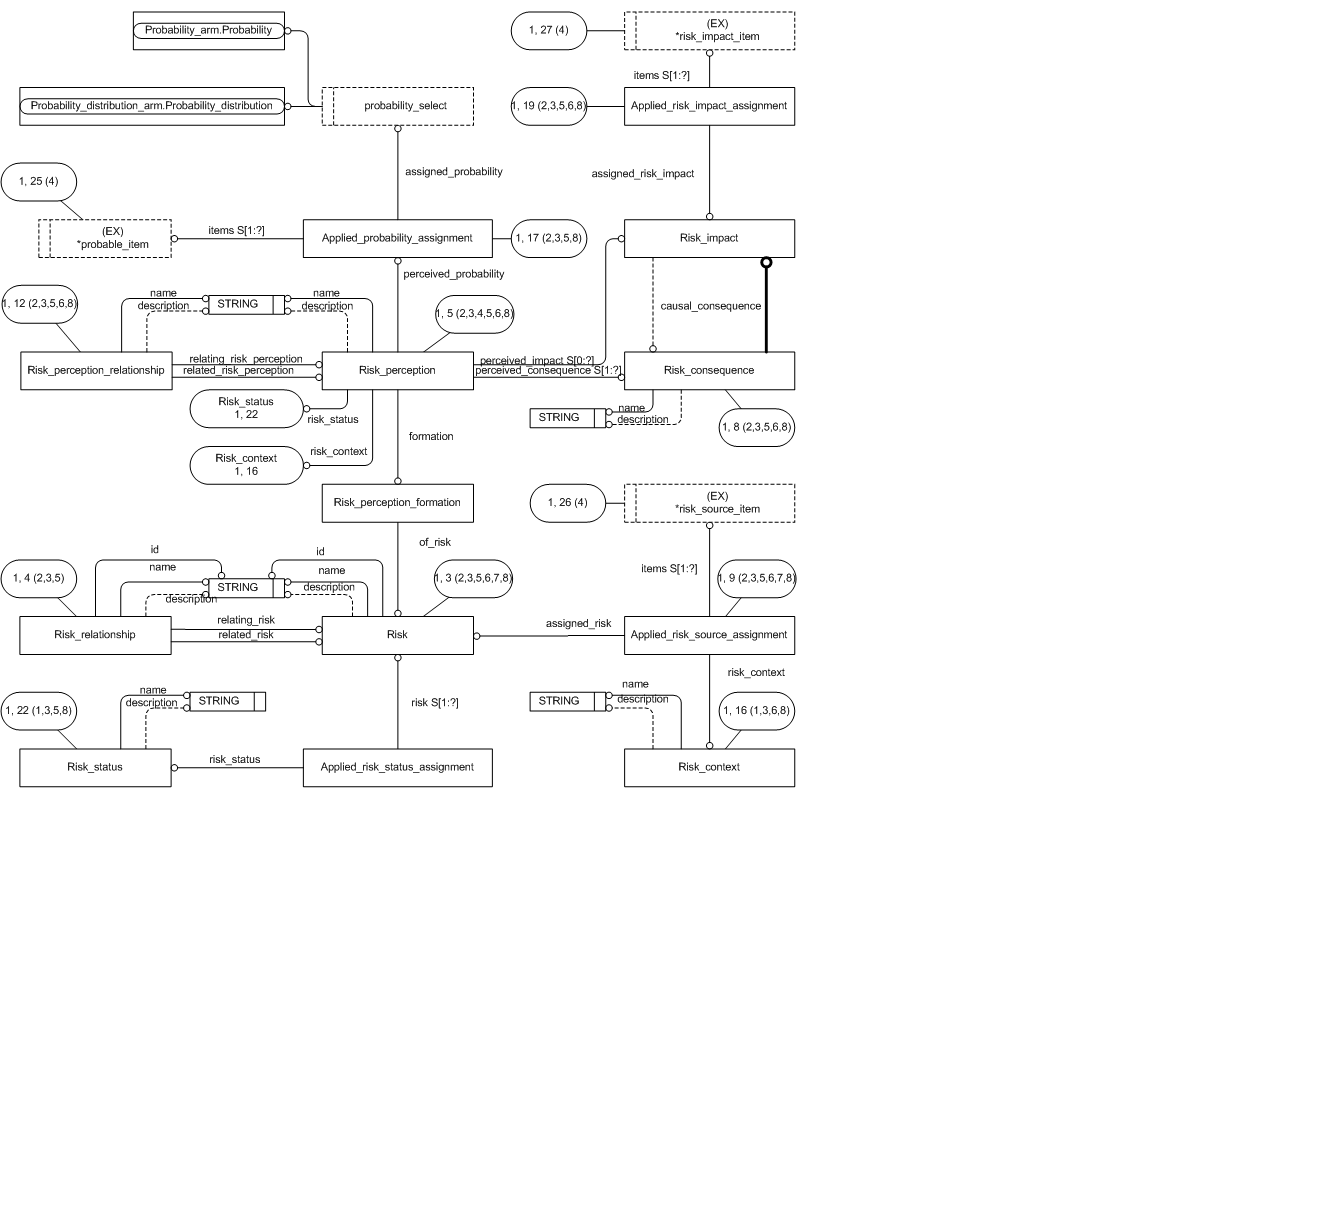 Probability_arm.Probability
1, 27 (4)
(EX)
*risk_impact_item
items S[1:?]
Probability_distribution_arm.Probability_distribution
probability_select
1, 19 (2,3,5,6,8)
Applied_risk_impact_assignment
assigned_probability
assigned_risk_impact
1, 25 (4)
(EX)
*probable_item
items S[1:?]
Applied_probability_assignment
1, 17 (2,3,5,8)
Risk_impact
perceived_probability
1, 12 (2,3,5,6,8)
name
description
STRING
name
description
1, 5 (2,3,4,5,6,8)
causal_consequence
Risk_perception_relationship
relating_risk_perception
related_risk_perception
Risk_perception
perceived_impact S[0:?]
perceived_consequence S[1:?]
Risk_consequence
Risk_status
1, 22
risk_status
STRING
name
description
1, 8 (2,3,5,6,8)
formation
Risk_context
1, 16
risk_context
Risk_perception_formation
1, 26 (4)
(EX)
*risk_source_item
of_risk
id
id
1, 4 (2,3,5)
name
description
STRING
name
description
1, 3 (2,3,5,6,7,8)
items S[1:?]
1, 9 (2,3,5,6,7,8)
Risk_relationship
relating_risk
related_risk
Risk
assigned_risk
Applied_risk_source_assignment
risk_context
1, 22 (1,3,5,8)
name
description
STRING
risk S[1:?]
STRING
name
description
1, 16 (1,3,6,8)
Risk_status
risk_status
Applied_risk_status_assignment
Risk_context